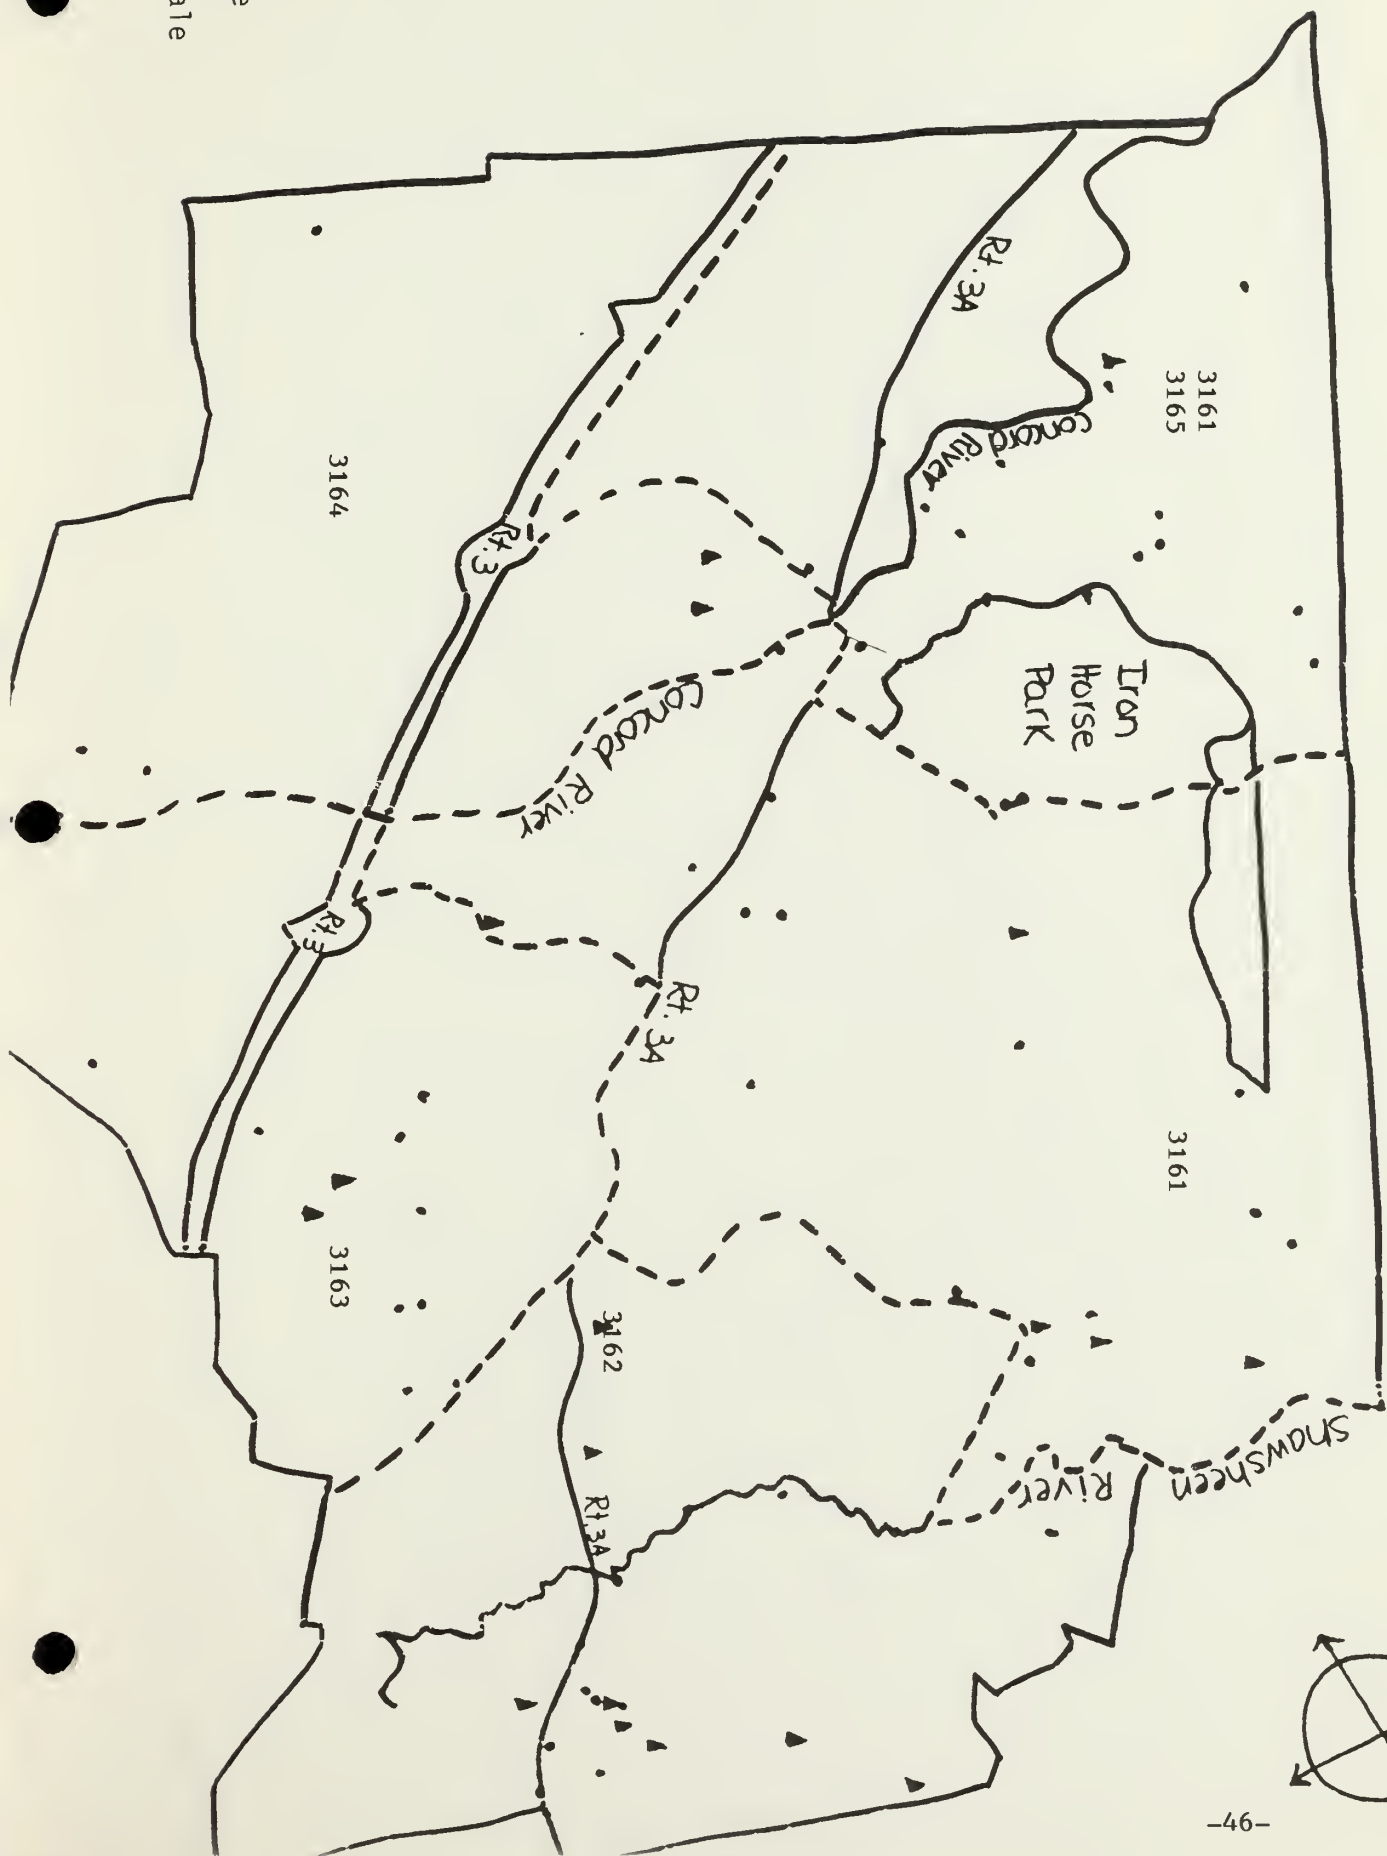 e
ale
Rt. 3A
3161
3165
Concord River
3164
Rt. 3
Iron
Horse
Park
Concord River
Rt. 3
Rt. 3A
3161
3163
3162
Rt. 3A
Shawsheen River
-46-